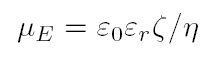 μ_E = ε_0 ε_r ζ/η